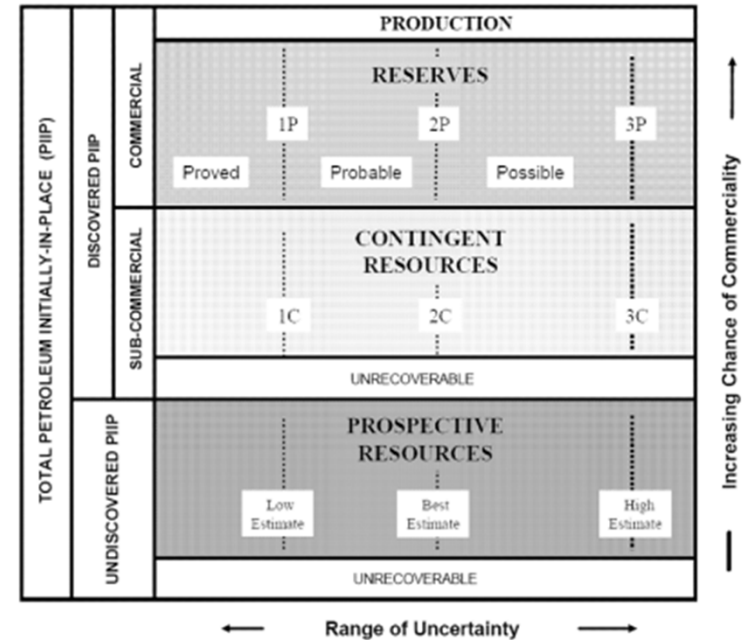 PRODUCTION
RESERVES
1P
2P
3P
Proved
Probable
Possible
CONTINGENT
RESOURCES
1C
2C
3C
UNRECOVERABLE
PROSPECTIVE
RESOURCES
Low
Estimate
Best
Estimate
High
Estimate
UNRECOVERABLE
TOTAL PETROLEUM INITIALLY-IN-PLACE (PIIP)
DISCOVERED PIIP
UNDISCOVERED PIIP
COMMERCIAL
SUB-COMMERCIAL
Increasing Chance of Commerciality
Range of Uncertainty